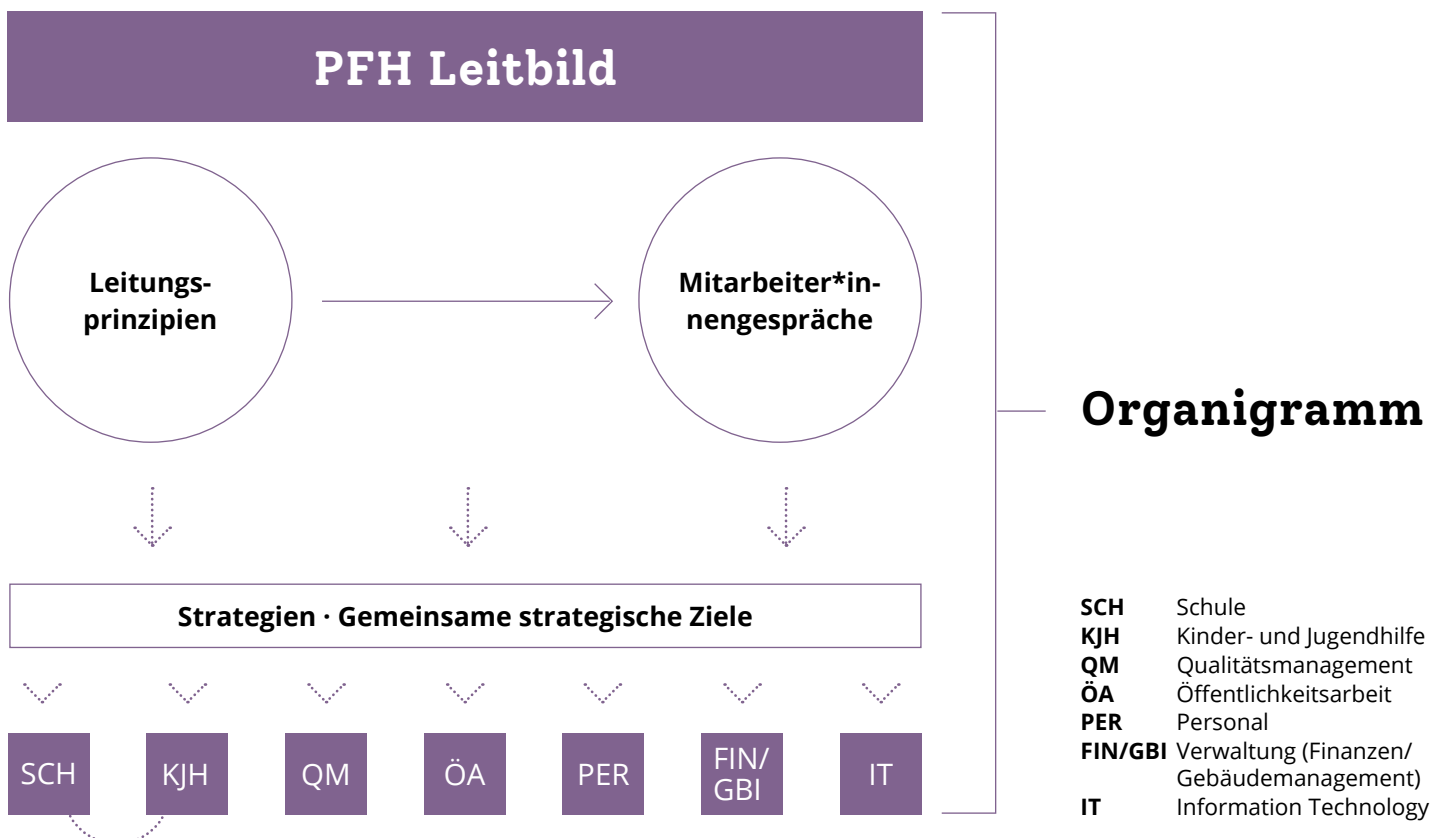 PFH Leitbild
Leitungs-
prinzipien
Mitarbeiter*in-
nengespräche
Organigramm
Strategien · Gemeinsame strategische Ziele
SCH
KJH
QM
ÖA
PER
FIN/
GBI
IT
SCH Schule
KJH Kinder- und Jugendhilfe
QM Qualitätsmanagement
ÖA Öffentlichkeitsarbeit
PER Personal
FIN/GBI Verwaltung (Finanzen/
Gebäudemanagement)
IT Information Technology